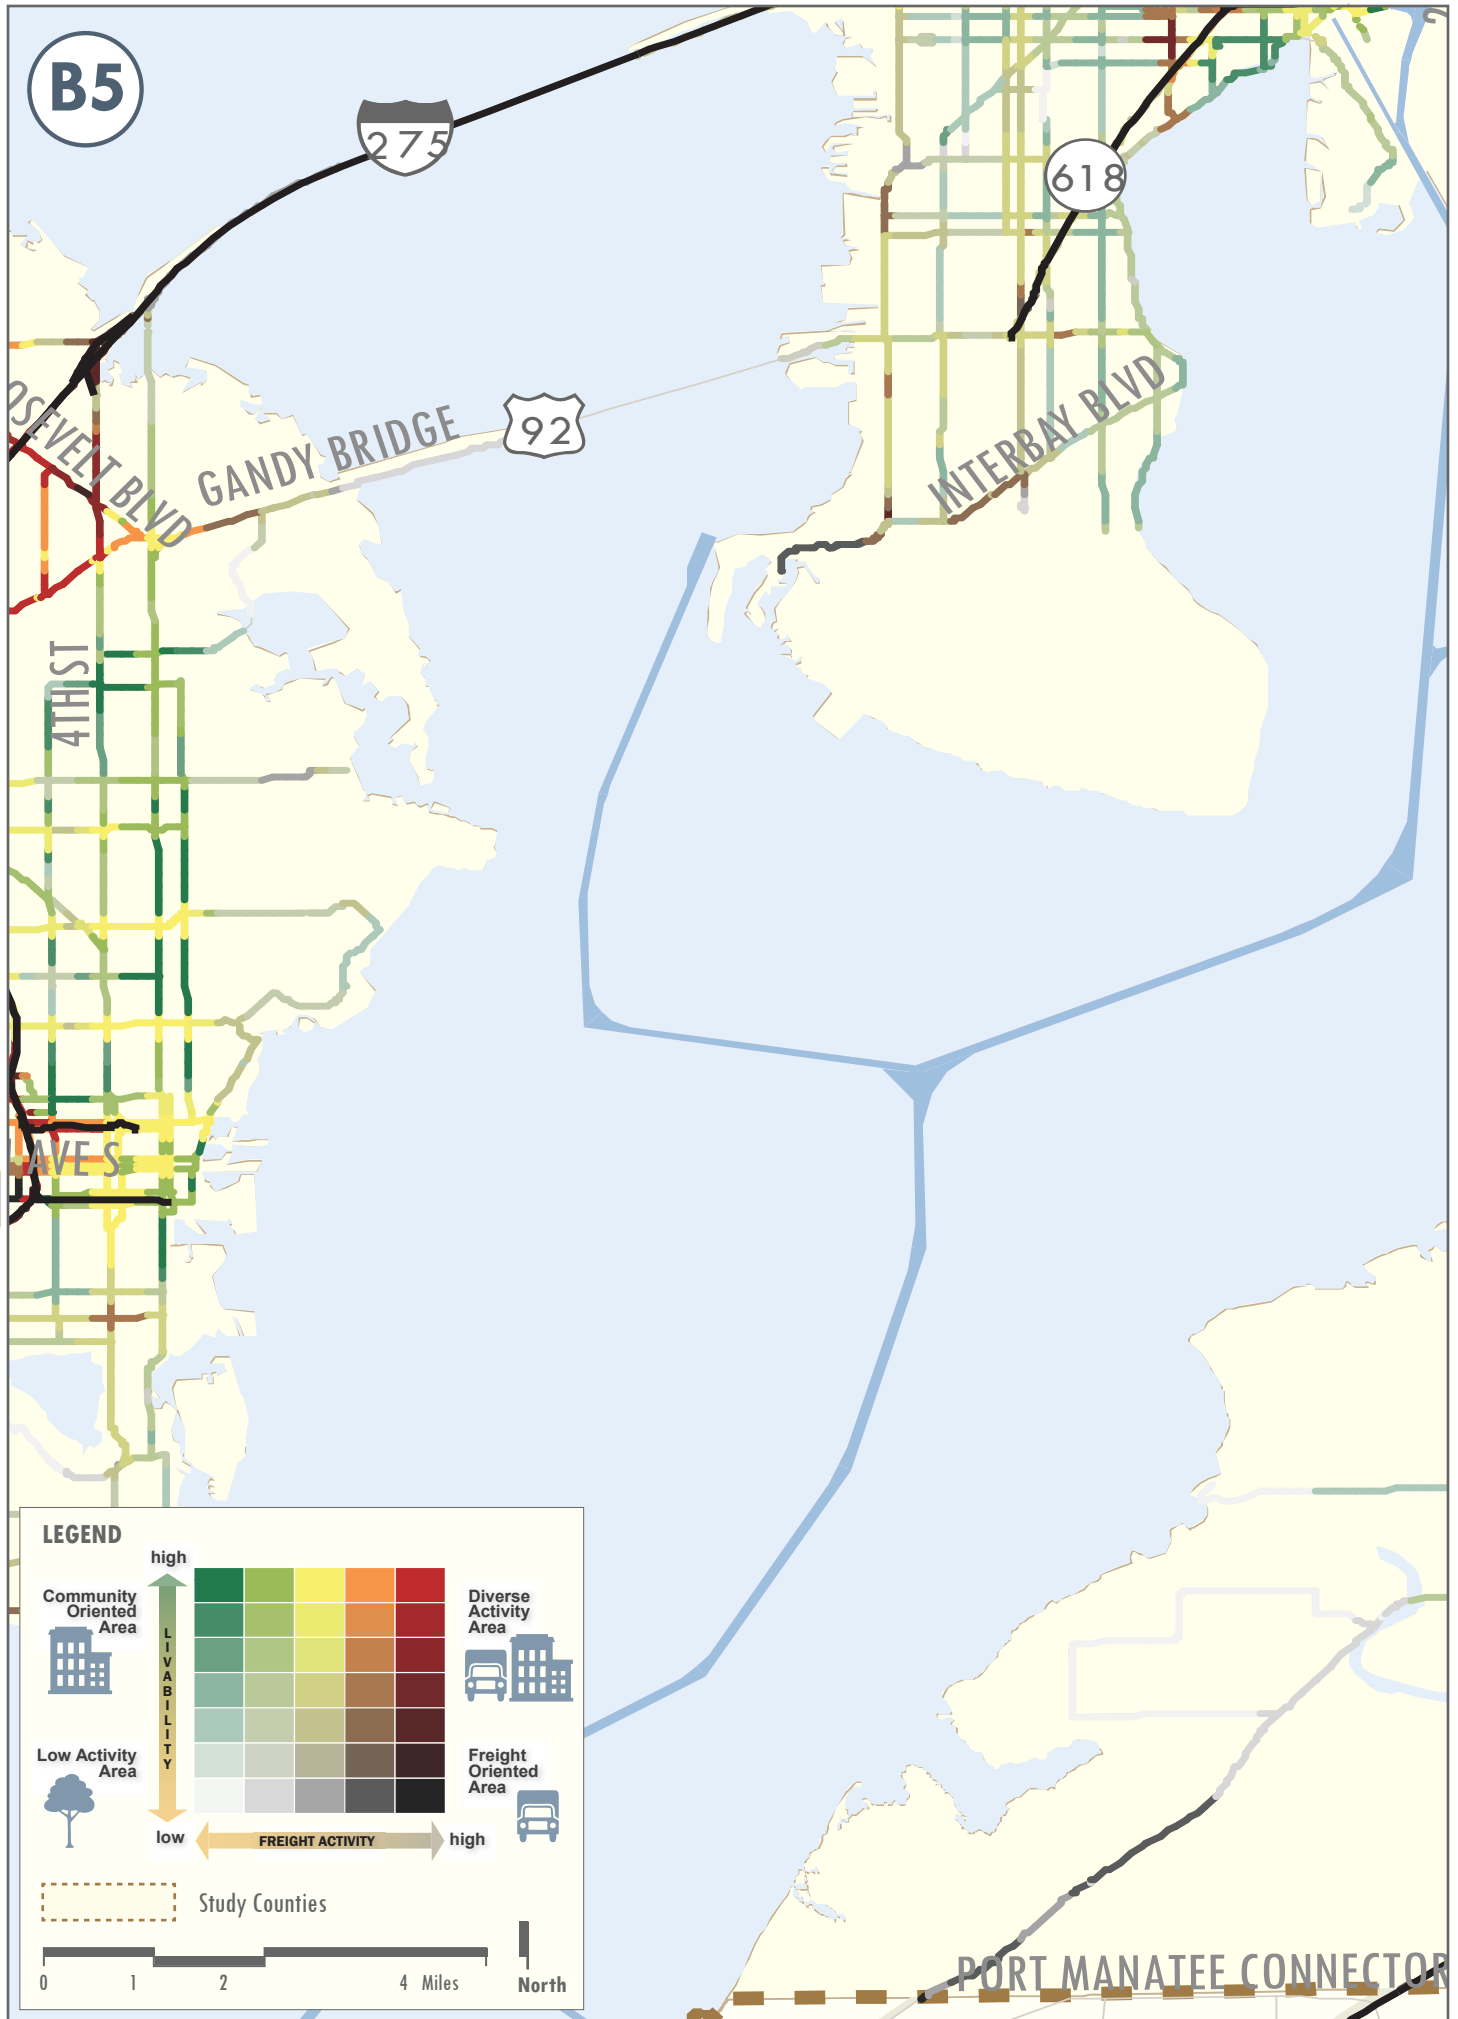 B5
275
618
92
OSEVELT BLVD
GANDY BRIDGE
INTERBAY BLVD
4TH ST
AVE S
LEGEND
high
Community
Oriented
Area
Diverse
Activity
Area
LIVABILITY
Low Activity
Area
Freight
Oriented
Area
low
FREIGHT ACTIVITY
high
Study Counties
0 1 2 4 Miles
North
PORT MANATEE CONNECTOR